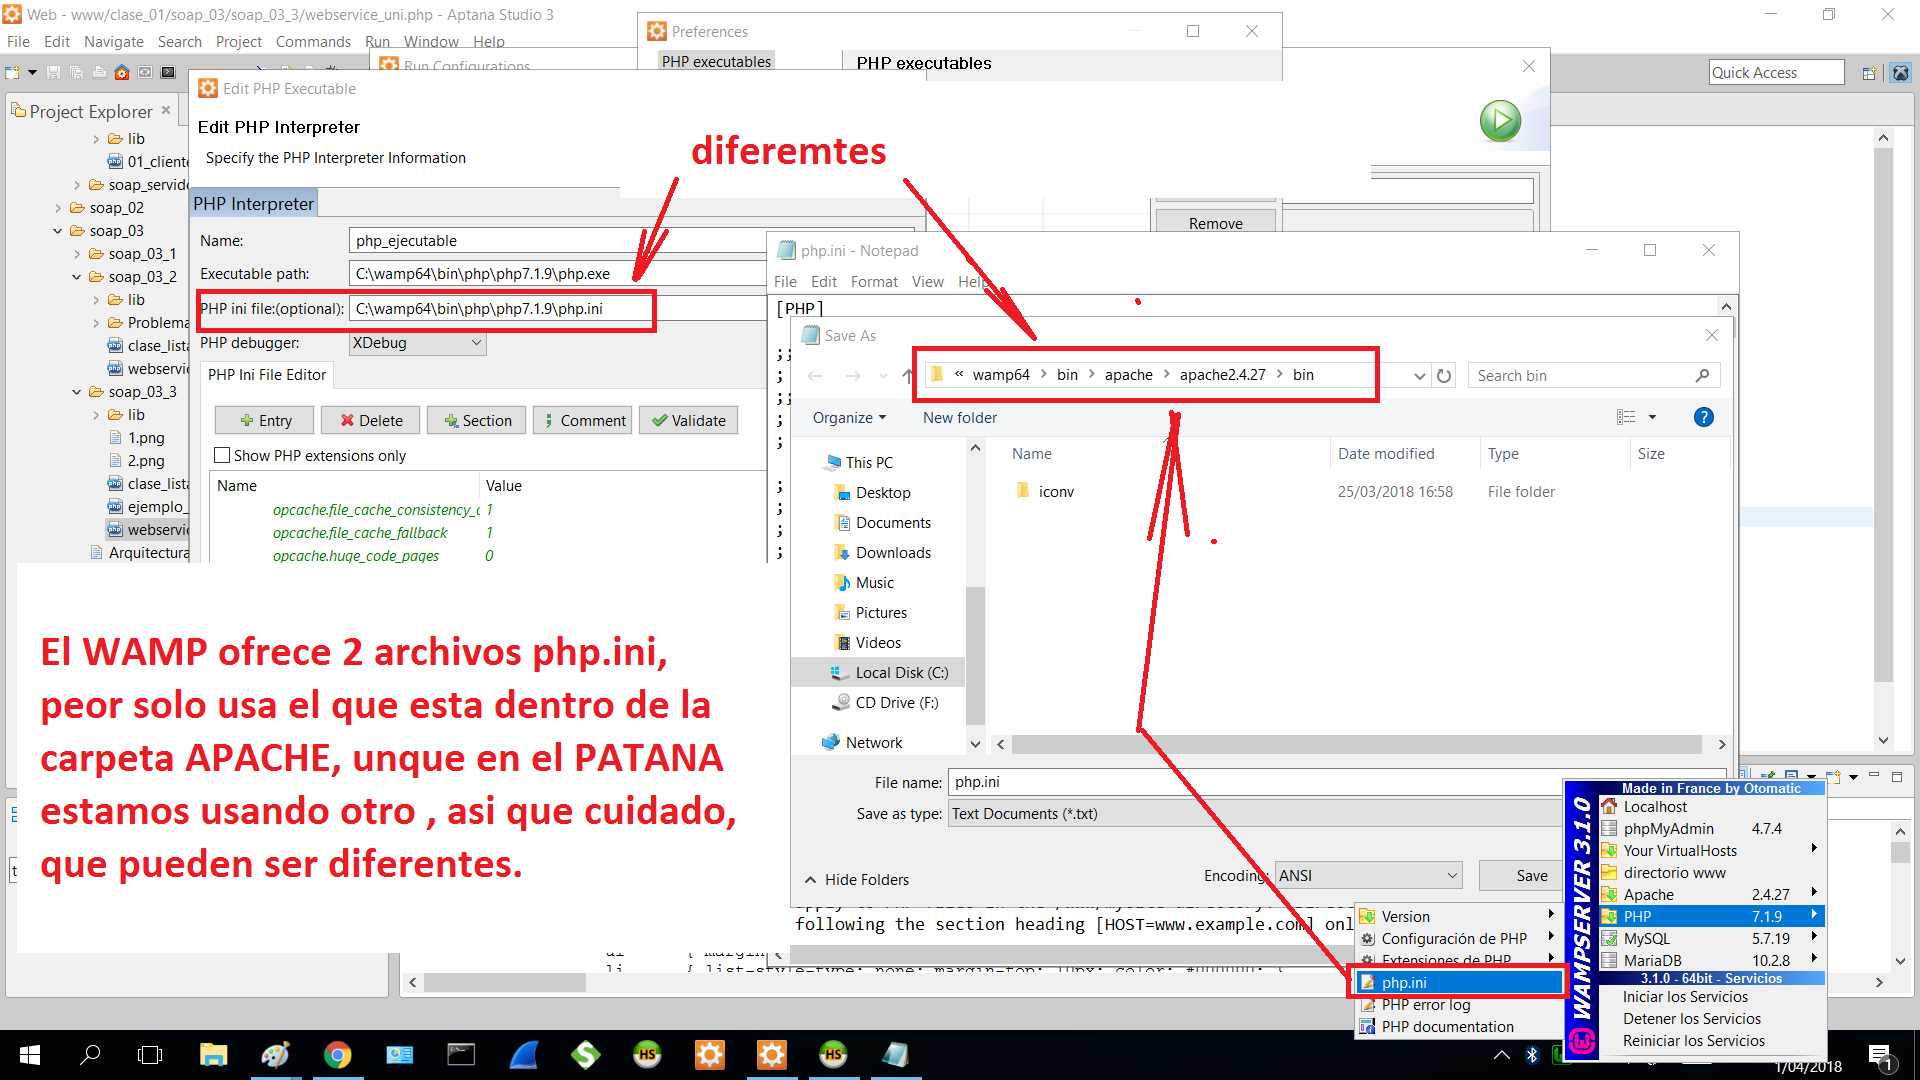 Web - www/clase_01/soap_03/soap_03_3/webservice_uni.php - Aptana Studio 3
File Edit Navigate Search Project Commands Run Window Help
Quick Access
Preferences
PHP executables
PHP executables
Run Configurations
Edit PHP Executable
Edit PHP Interpreter
Specify the PHP Interpreter Information
diferemtes
Project Explorer
lib
01_cliente
soap_servido
soap_02
soap_03
soap_03_1
soap_03_2
lib
Problema
clase_lista
webservic
soap_03_3
lib
1.png
2.png
clase_lista
ejemplo_
webservic
Arquitectura
PHP Interpreter
Name: php_ejecutable
Executable path: C:\wamp64\bin\php\php7.1.9\php.exe
PHP ini file:(optional): C:\wamp64\bin\php\php7.1.9\php.ini
PHP debugger: XDebug
PHP Ini File Editor
Entry Delete Section ; Comment Validate
Show PHP extensions only
Name Value
opcache.file_cache_consistency_c 1
opcache.file_cache_fallback 1
opcache.huge_code_pages 0
Remove
php.ini - Notepad
File Edit Format View Help
[PHP]
;;
;
;;
;
;
;
;
;
;
Save As
« wamp64 > bin > apache > apache2.4.27 > bin
Search bin
Organize New folder
?
This PC
Desktop
Documents
Downloads
Music
Pictures
Videos
Local Disk (C:)
CD Drive (F:)
Network
Name Date modified Type Size
iconv 25/03/2018 16:58 File folder
File name: php.ini
Save as type: Text Documents (*.txt)
Hide Folders
Encoding: ANSI
Save
following the section heading [HOST=www.example.com] onl
El WAMP ofrece 2 archivos php.ini,
peor solo usa el que esta dentro de la
carpeta APACHE, unque en el PATANA
estamos usando otro , asi que cuidado,
que pueden ser diferentes.
Version
Configuración de PHP
Extensiones de PHP
php.ini
PHP error log
PHP documentation
WAMPSERVER 3.1.0
Made in France by Otomatic
Localhost
phpMyAdmin 4.7.4
Your VirtualHosts
directorio www
Apache 2.4.27
PHP 7.1.9
MySQL 5.7.19
MariaDB 10.2.8
3.1.0 - 64bit - Servicios
Iniciar los Servicios
Detener los Servicios
Reiniciar los Servicios
HS
HS
1/04/2018
1